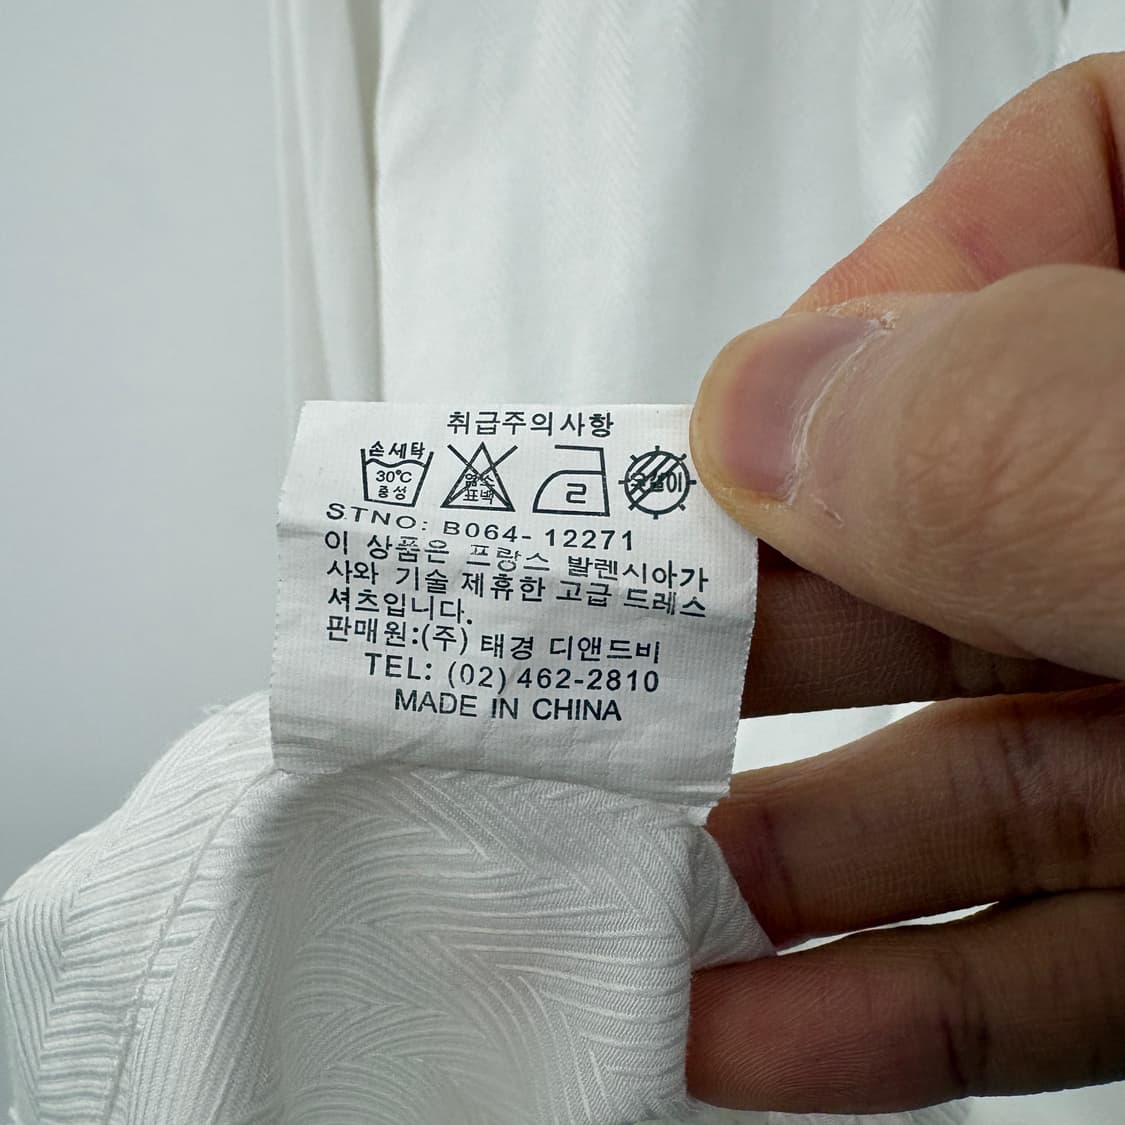 취급주의사항
손세탁
30℃
중성
염소
표백
2
STNO: B064-12271
이 상품은 프랑스 발렌시아가
사와 기술 제휴한 고급 드레스
셔츠입니다.
판매원:(주) 태경 디앤드비
TEL: (02) 462-2810
MADE IN CHINA